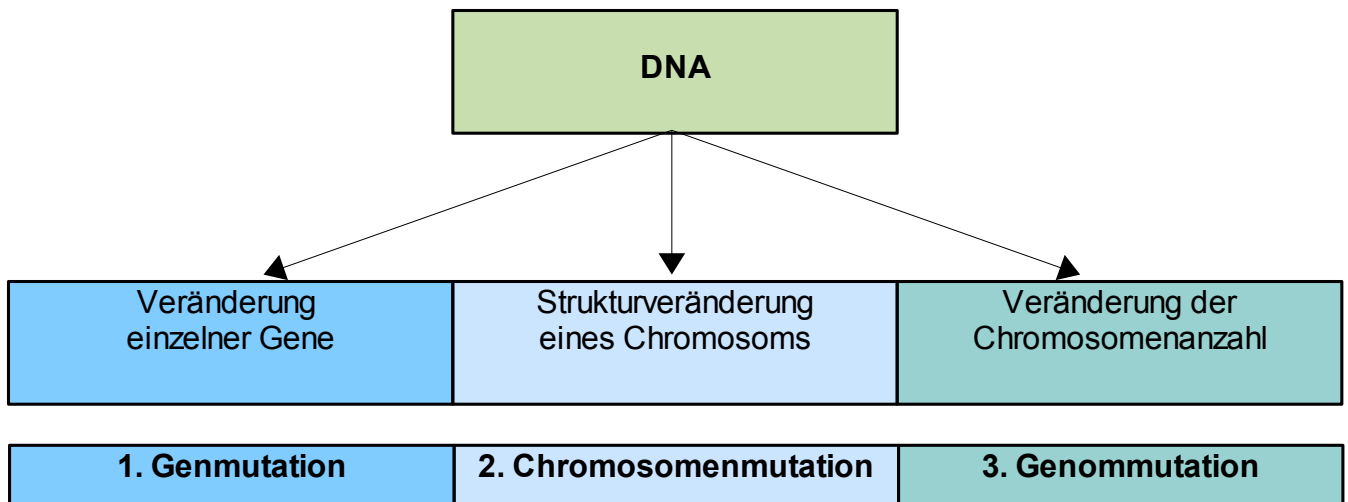 DNA
Veränderung
einzelner Gene
Strukturveränderung
eines Chromosoms
Veränderung der
Chromosomenanzahl
1. Genmutation
2. Chromosomenmutation
3. Genommutation